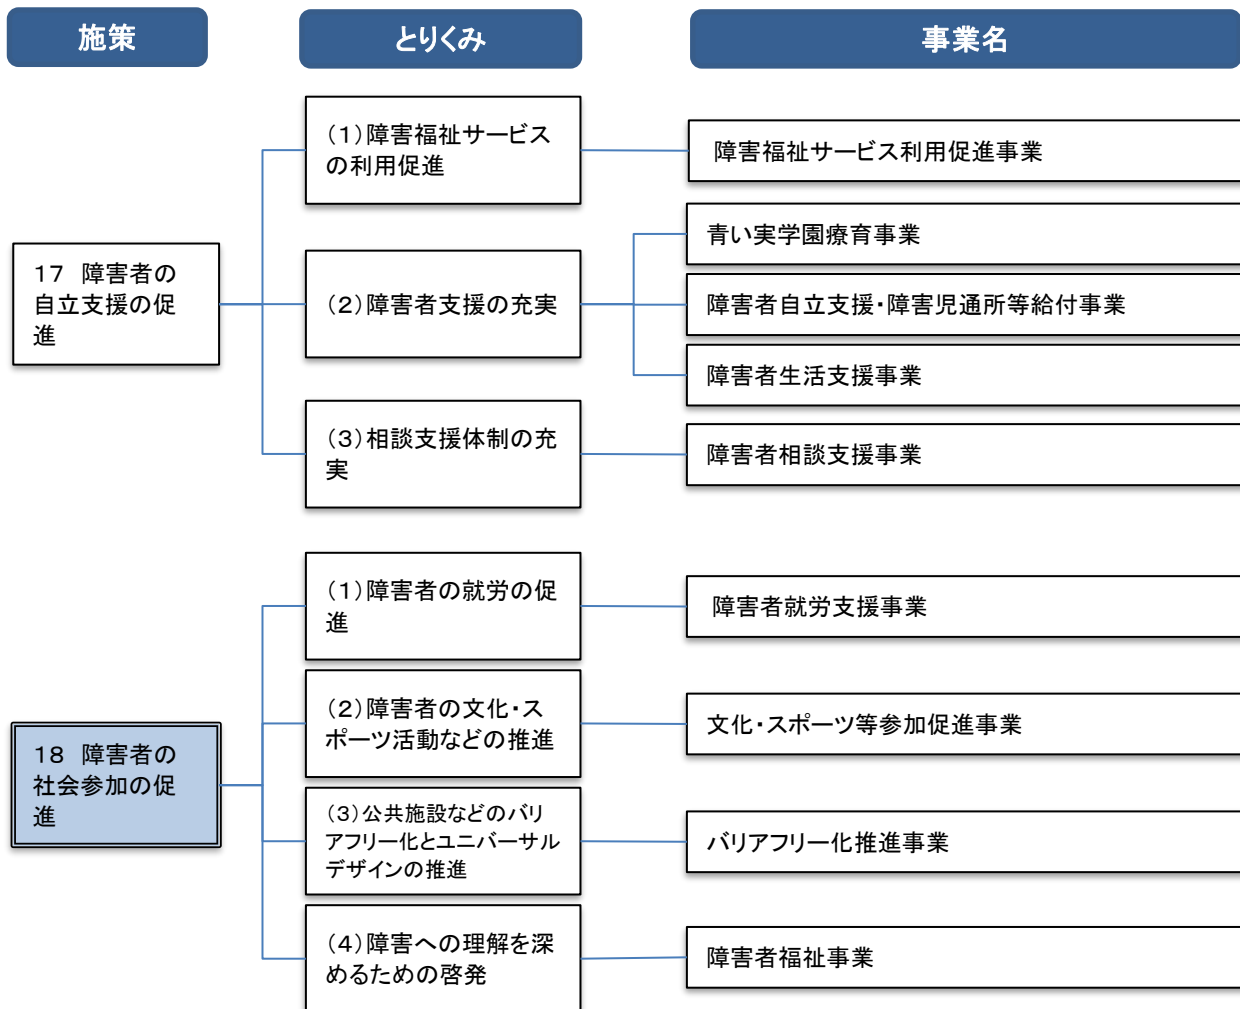 施策
とりくみ
事業名
17 障害者の
自立支援の促
進
(1)障害福祉サービス
の利用促進
障害福祉サービス利用促進事業
(2)障害者支援の充実
青い実学園療育事業
障害者自立支援・障害児通所等給付事業
障害者生活支援事業
(3)相談支援体制の充
実
障害者相談支援事業
18 障害者の
社会参加の促
進
(1)障害者の就労の促
進
障害者就労支援事業
(2)障害者の文化・ス
ポーツ活動などの推進
文化・スポーツ等参加促進事業
(3)公共施設などのバリ
アフリー化とユニバーサル
デザインの推進
バリアフリー化推進事業
(4)障害への理解を深
めるための啓発
障害者福祉事業